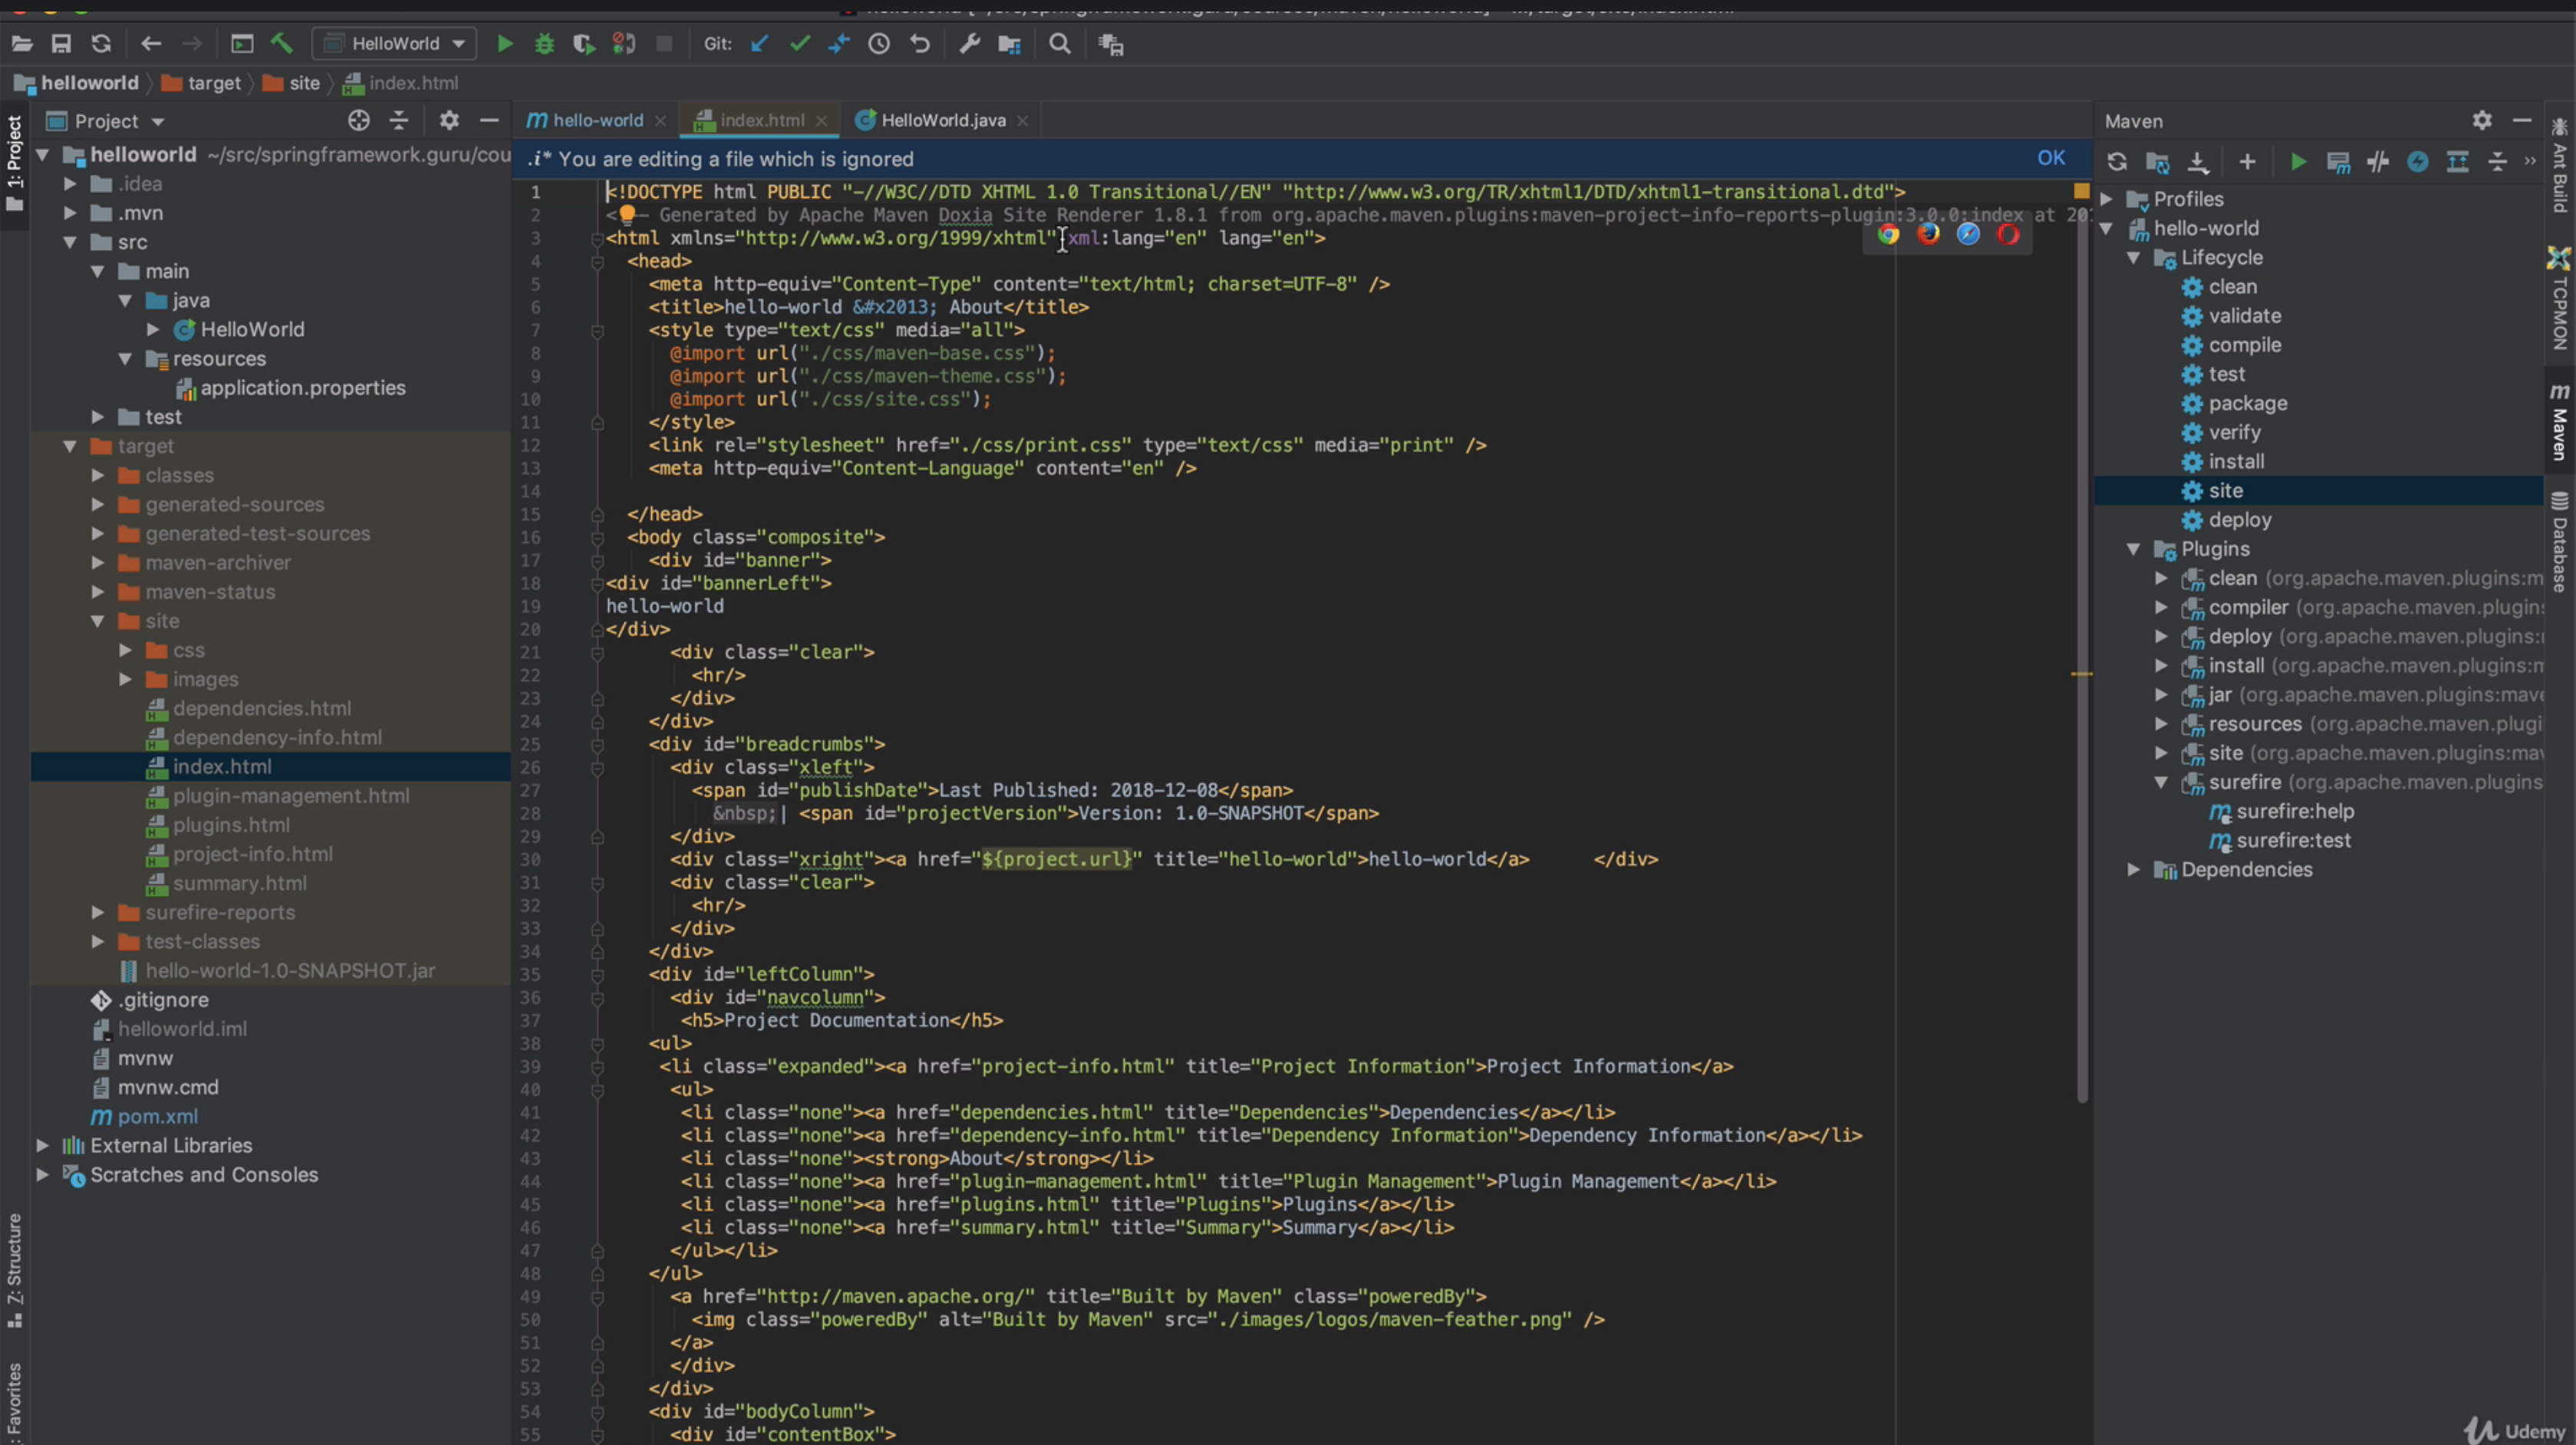 HelloWorld
Git:
helloworld
target
site
index.html
1: Project
Project
helloworld ~/src/springframework.guru/cou
.idea
.mvn
src
main
java
HelloWorld
resources
application.properties
test
target
classes
generated-sources
generated-test-sources
maven-archiver
maven-status
site
css
images
dependencies.html
dependency-info.html
index.html
plugin-management.html
plugins.html
project-info.html
summary.html
surefire-reports
test-classes
hello-world-1.0-SNAPSHOT.jar
.gitignore
helloworld.iml
mvnw
mvnw.cmd
pom.xml
External Libraries
Scratches and Consoles
Z: Structure
: Favorites
hello-world
index.html
HelloWorld.java
.i* You are editing a file which is ignored
OK
1 <!DOCTYPE html PUBLIC "-//W3C//DTD XHTML 1.0 Transitional//EN" "http://www.w3.org/TR/xhtml1/DTD/xhtml1-transitional.dtd">
2 <-- Generated by Apache Maven Doxia Site Renderer 1.8.1 from org.apache.maven.plugins:maven-project-info-reports-plugin:3.0.0:index at 20
3 <html xmlns="http://www.w3.org/1999/xhtml" xml:lang="en" lang="en">
4 <head>
5 <meta http-equiv="Content-Type" content="text/html; charset=UTF-8" />
6 <title>hello-world &#x2013; About</title>
7 <style type="text/css" media="all">
8 @import url("./css/maven-base.css");
9 @import url("./css/maven-theme.css");
10 @import url("./css/site.css");
11 </style>
12 <link rel="stylesheet" href="./css/print.css" type="text/css" media="print" />
13 <meta http-equiv="Content-Language" content="en" />
14
15 </head>
16 <body class="composite">
17 <div id="banner">
18 <div id="bannerLeft">
19 hello-world
20 </div>
21 <div class="clear">
22 <hr/>
23 </div>
24 </div>
25 <div id="breadcrumbs">
26 <div class="xleft">
27 <span id="publishDate">Last Published: 2018-12-08</span>
28 &nbsp;| <span id="projectVersion">Version: 1.0-SNAPSHOT</span>
29 </div>
30 <div class="xright"><a href="${project.url}" title="hello-world">hello-world</a> </div>
31 <div class="clear">
32 <hr/>
33 </div>
34 </div>
35 <div id="leftColumn">
36 <div id="navcolumn">
37 <h5>Project Documentation</h5>
38 <ul>
39 <li class="expanded"><a href="project-info.html" title="Project Information">Project Information</a>
40 <ul>
41 <li class="none"><a href="dependencies.html" title="Dependencies">Dependencies</a></li>
42 <li class="none"><a href="dependency-info.html" title="Dependency Information">Dependency Information</a></li>
43 <li class="none"><strong>About</strong></li>
44 <li class="none"><a href="plugin-management.html" title="Plugin Management">Plugin Management</a></li>
45 <li class="none"><a href="plugins.html" title="Plugins">Plugins</a></li>
46 <li class="none"><a href="summary.html" title="Summary">Summary</a></li>
47 </ul></li>
48 </ul>
49 <a href="http://maven.apache.org/" title="Built by Maven" class="poweredBy">
50 <img class="poweredBy" alt="Built by Maven" src="./images/logos/maven-feather.png" />
51 </a>
52 </div>
53 </div>
54 <div id="bodyColumn">
55 <div id="contentBox">
Maven
Profiles
hello-world
Lifecycle
clean
validate
compile
test
package
verify
install
site
deploy
Plugins
clean (org.apache.maven.plugins:m
compiler (org.apache.maven.plugins
deploy (org.apache.maven.plugins:
install (org.apache.maven.plugins:m
jar (org.apache.maven.plugins:mave
resources (org.apache.maven.plugi
site (org.apache.maven.plugins:mav
surefire (org.apache.maven.plugins
surefire:help
surefire:test
Dependencies
Ant Build
TCPMON
Maven
Database
Udemy